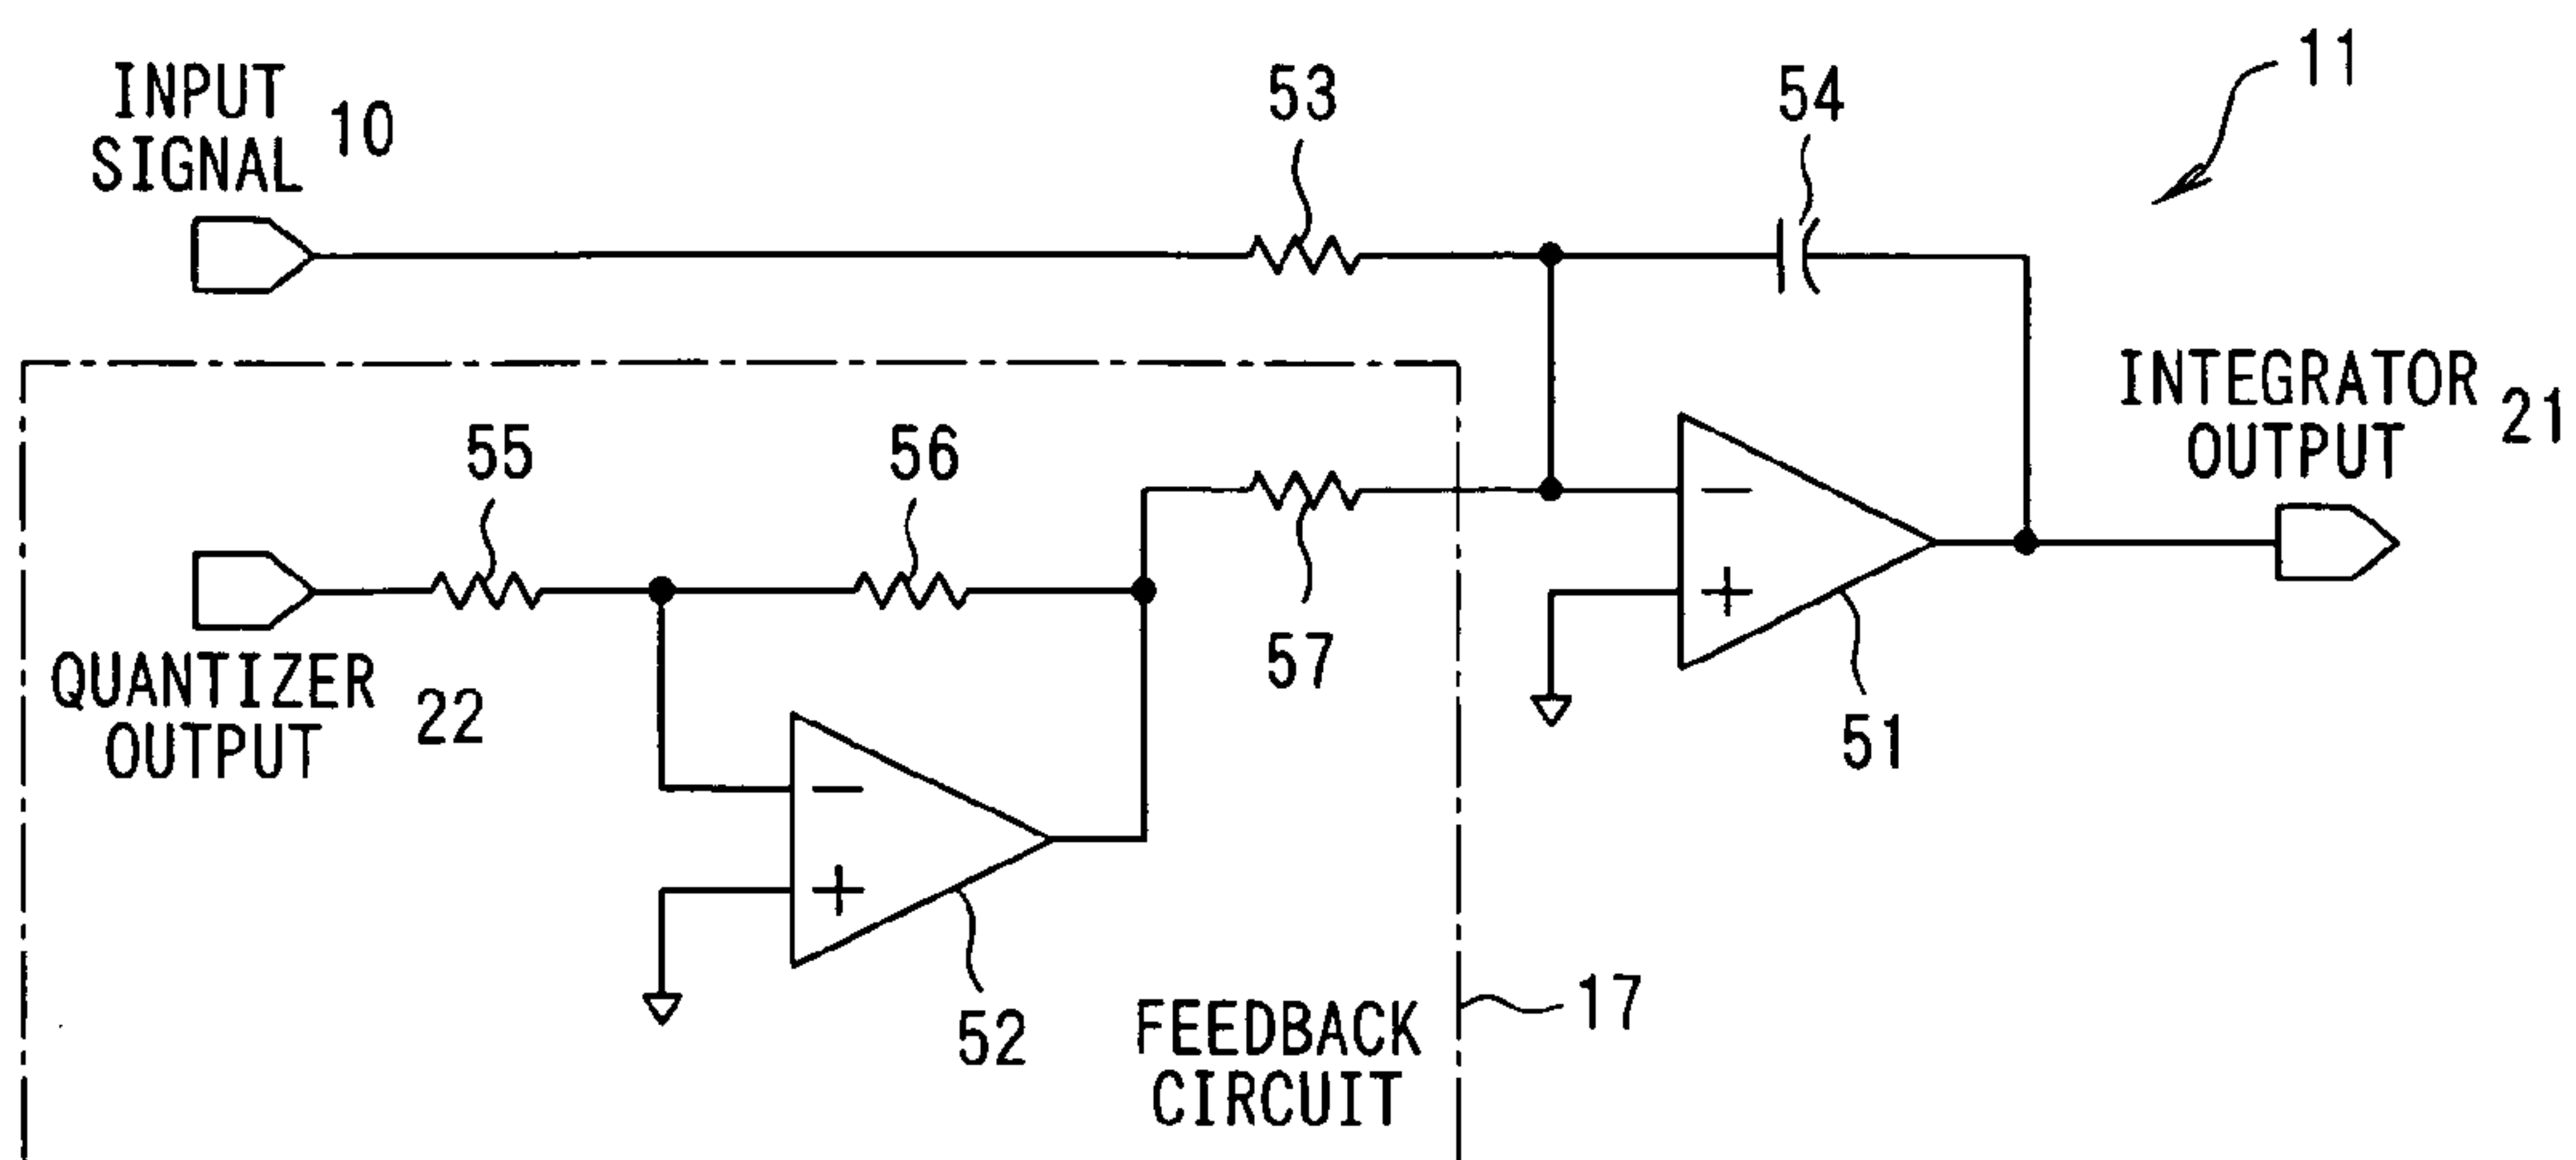 INPUT
SIGNAL 10
53
54
11
INTEGRATOR
OUTPUT 21
55
56
57
−
+
51
QUANTIZER
OUTPUT 22
−
+
52
FEEDBACK
CIRCUIT
17